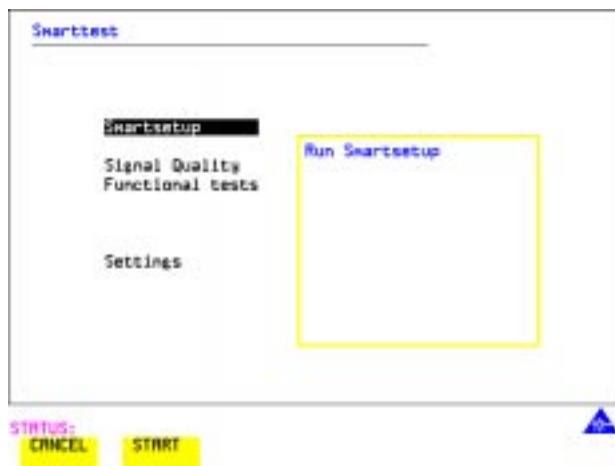 Smarttest
Smartsetup
Run Smartsetup
Signal Quality
Functional tests
Settings
STATUS:
CANCEL START